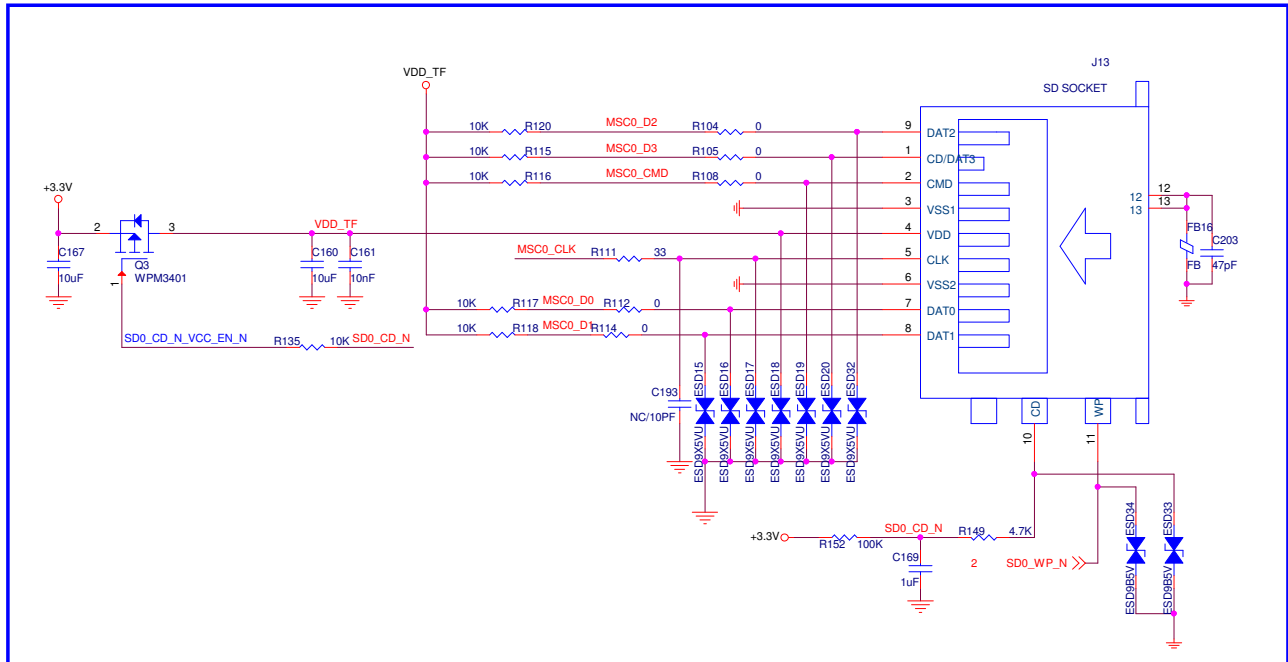 J13
SD SOCKET
VDD_TF
10K R120 MSC0_D2 R104 0 9 DAT2
10K R115 MSC0_D3 R105 0 1 CD/DAT3
10K R116 MSC0_CMD R108 0 2 CMD
12
12
13
13
3 VSS1
+3.3V
2
3
VDD_TF
4 VDD
FB16
C203
FB
47pF
C167
10uF
Q3
WPM3401
1
C160
10uF
C161
10nF
MSC0_CLK R111 33 5 CLK
6 VSS2
10K R117 MSC0_D0 R112 0 7 DAT0
10K R118 MSC0_D1 R114 0 8 DAT1
SD0_CD_N_VCC_EN_N R135 10K SD0_CD_N
C193
NC/10PF
ESD15
ESD16
ESD17
ESD18
ESD19
ESD20
ESD32
ESD9X5VU
ESD9X5VU
ESD9X5VU
ESD9X5VU
ESD9X5VU
ESD9X5VU
ESD9X5VU
CD
WP
10
11
+3.3V
R152 100K
SD0_CD_N
R149 4.7K
C169
1uF
2 SD0_WP_N
ESD34
ESD33
ESD9B5V
ESD9B5V